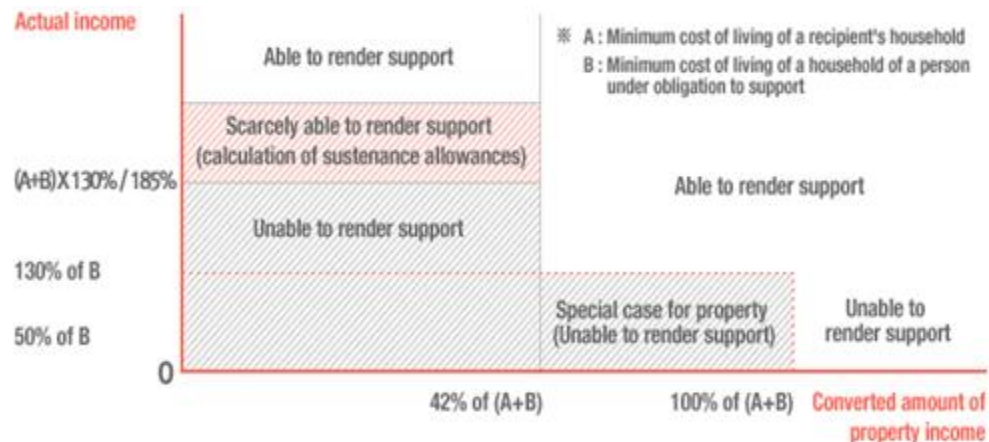 Actual income
※ A : Minimum cost of living of a recipient's household
B : Minimum cost of living of a household of a person
under obligation to support
Able to render support
Scarcely able to render support
(calculation of sustenance allowances)
(A+B)X130%/185%
Able to render support
Unable to render support
130% of B
Special case for property
(Unable to render support)
Unable to
render support
50% of B
0
42% of (A+B)
100% of (A+B)
Converted amount of
property income